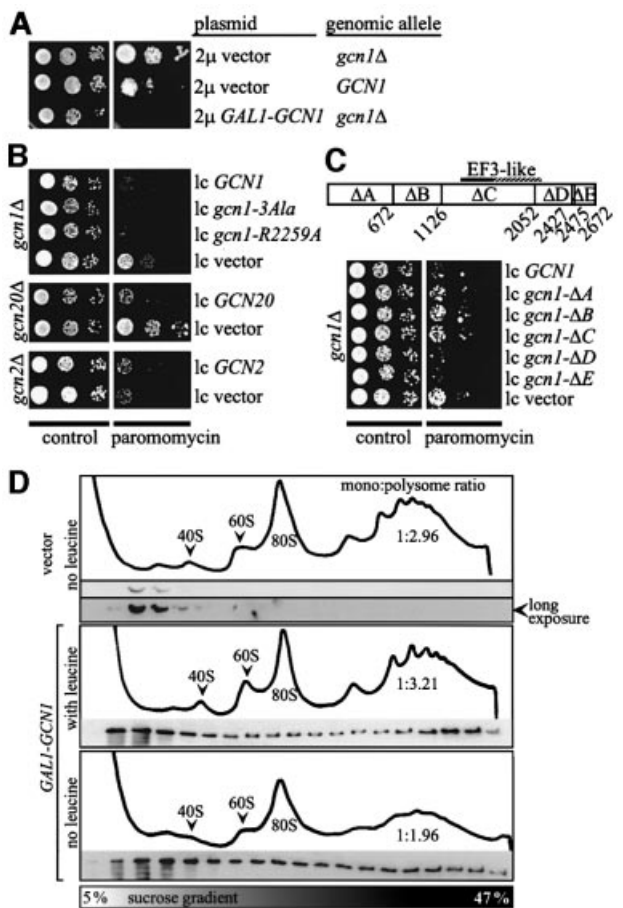 A
plasmid genomic allele
2µ vector gcn1Δ
2µ vector GCN1
2µ GAL1-GCN1 gcn1Δ
B
gcn1Δ
lc GCN1
lc gcn1-3Ala
lc gcn1-R2259A
lc vector
gcn20Δ
lc GCN20
lc vector
gcn2Δ
lc GCN2
lc vector
control paromomycin
C
EF3-like
ΔA ΔB ΔC ΔD ΔE
672 1126 2052 2427 2475 2672
gcn1Δ
lc GCN1
lc gcn1-ΔA
lc gcn1-ΔB
lc gcn1-ΔC
lc gcn1-ΔD
lc gcn1-ΔE
lc vector
control paromomycin
D
mono:polysome ratio
vector
no leucine
40S 60S 80S 1:2.96
long
exposure
GAL1-GCN1
with leucine
40S 60S 80S 1:3.21
no leucine
40S 60S 80S 1:1.96
5% sucrose gradient 47%